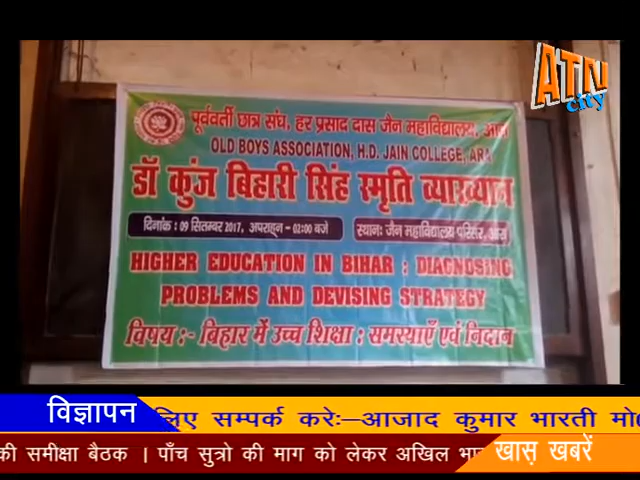 ATN
city
पूर्ववर्ती छात्र संघ, हर प्रसाद दास जैन महाविद्यालय, आरा
OLD BOYS ASSOCIATION, H.D. JAIN COLLEGE, ARA
डॉ कुंज बिहारी सिंह स्मृति व्याख्यान
दिनांक : 09 सितम्बर 2017, अपराह्न - 02:00 बजे
स्थान: जैन महाविद्यालय परिसर, आरा
HIGHER EDUCATION IN BIHAR : DIAGNOSING
PROBLEMS AND DEVISING STRATEGY
विषय :- बिहार में उच्च शिक्षा : समस्याएँ एवं निदान
विज्ञापन लिए सम्पर्क करेः–आजाद कुमार भारती
की समीक्षा बैठक । पाँच सुत्रो की माग को लेकर अखिल
खास़ खबरें